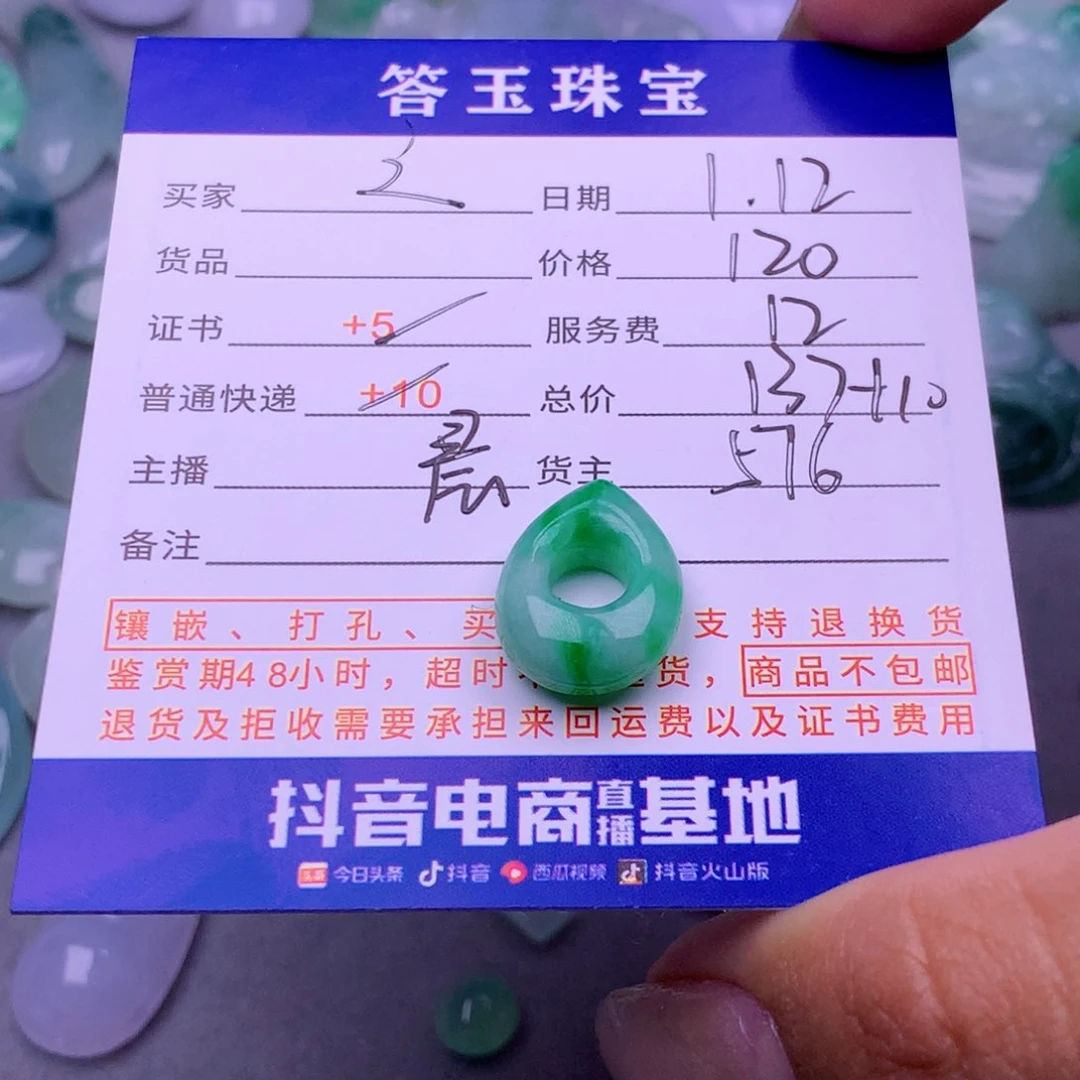 答玉珠宝
买家 日期 1.12
货品 价格 120
证书 +5 服务费 12
普通快递 +10 总价 137+10
主播 货主 576
备注
镶嵌、打孔、买 支持退换货
鉴赏期48小时，超时 货，商品不包邮
退货及拒收需要承担来回运费以及证书费用
抖音电商直播基地
头条 今日头条 抖音 西瓜视频 抖音火山版